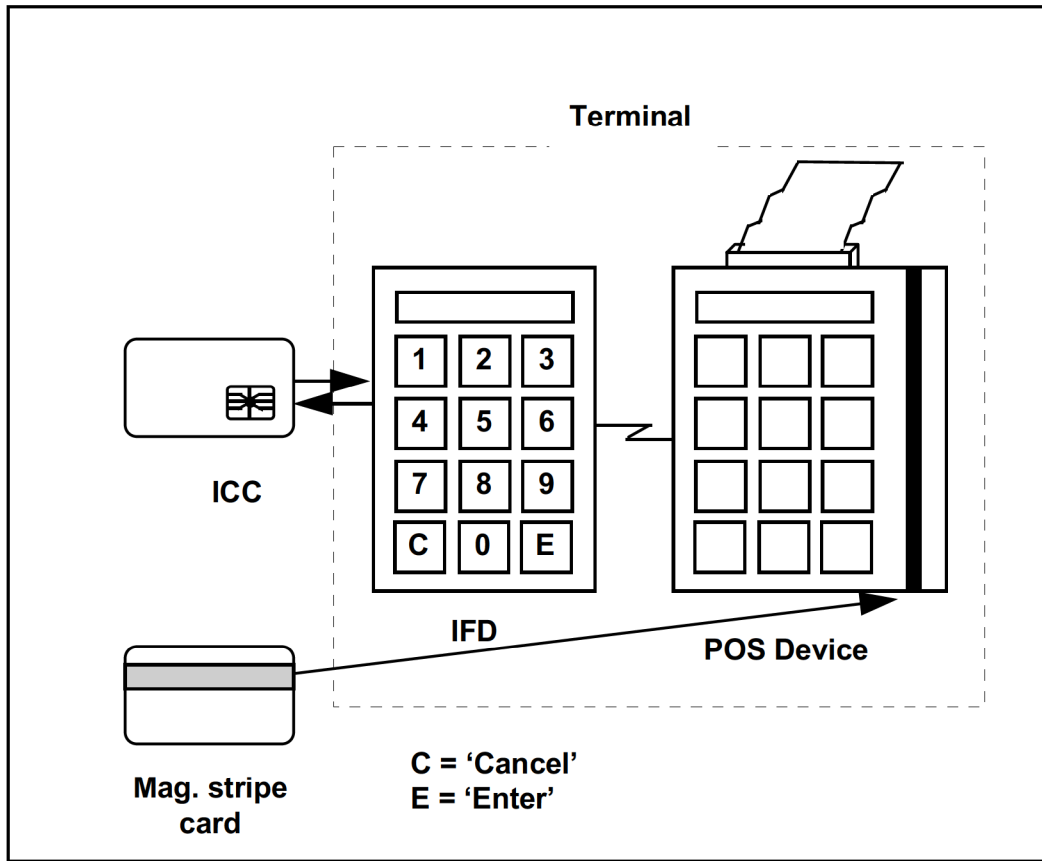 Terminal
1 2 3
4 5 6
7 8 9
C 0 E
ICC
IFD
POS Device
Mag. stripe
card
C = ‘Cancel’
E = ‘Enter’